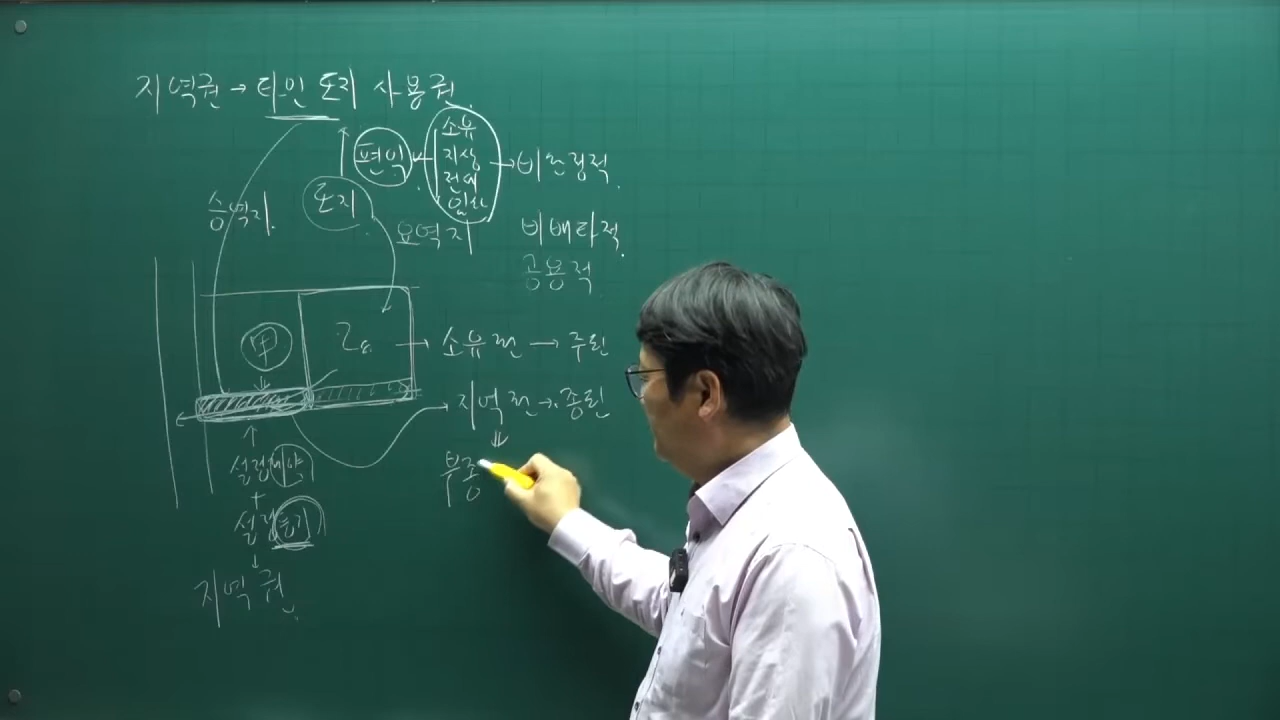 지역권 → 타인 토지 사용권
편익
소유
지상
전세
임차
→ 비한정적
승역지
토지
요역지
비배타적
공용적
甲
乙
→ 소유권 → 주된
→ 지역권 → 종된
부종
설정계약
+
설정등기
↓
지역권